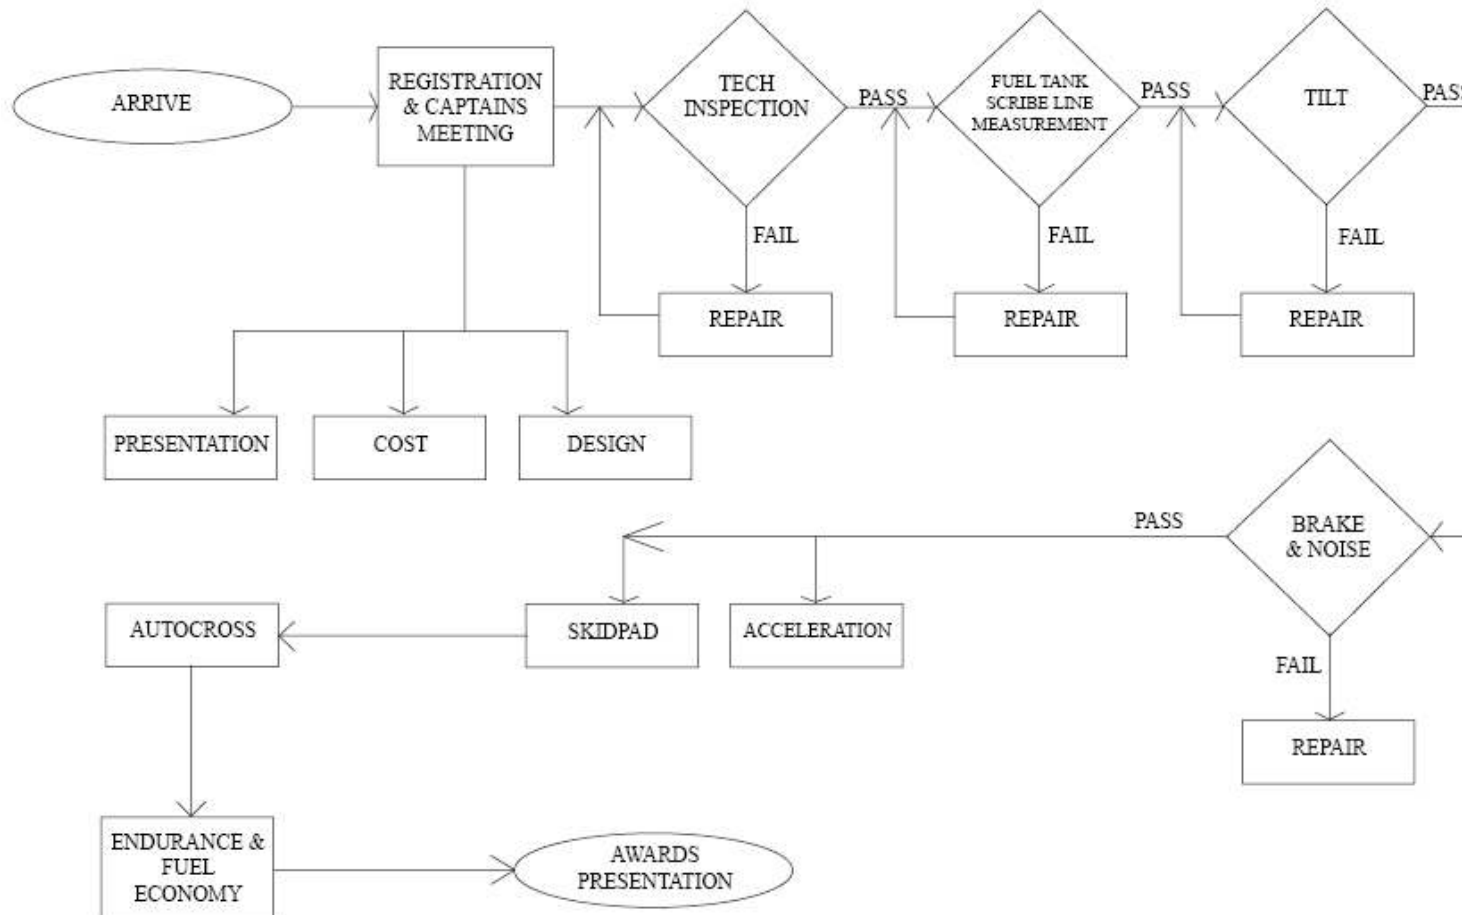 ARRIVE
REGISTRATION
& CAPTAINS
MEETING
TECH
INSPECTION
PASS
FUEL TANK
SCRIBE LINE
MEASUREMENT
PASS
TILT
PASS
FAIL
FAIL
FAIL
REPAIR
REPAIR
REPAIR
PRESENTATION
COST
DESIGN
BRAKE
& NOISE
PASS
FAIL
REPAIR
ACCELERATION
SKIDPAD
AUTOCROSS
ENDURANCE &
FUEL
ECONOMY
AWARDS
PRESENTATION